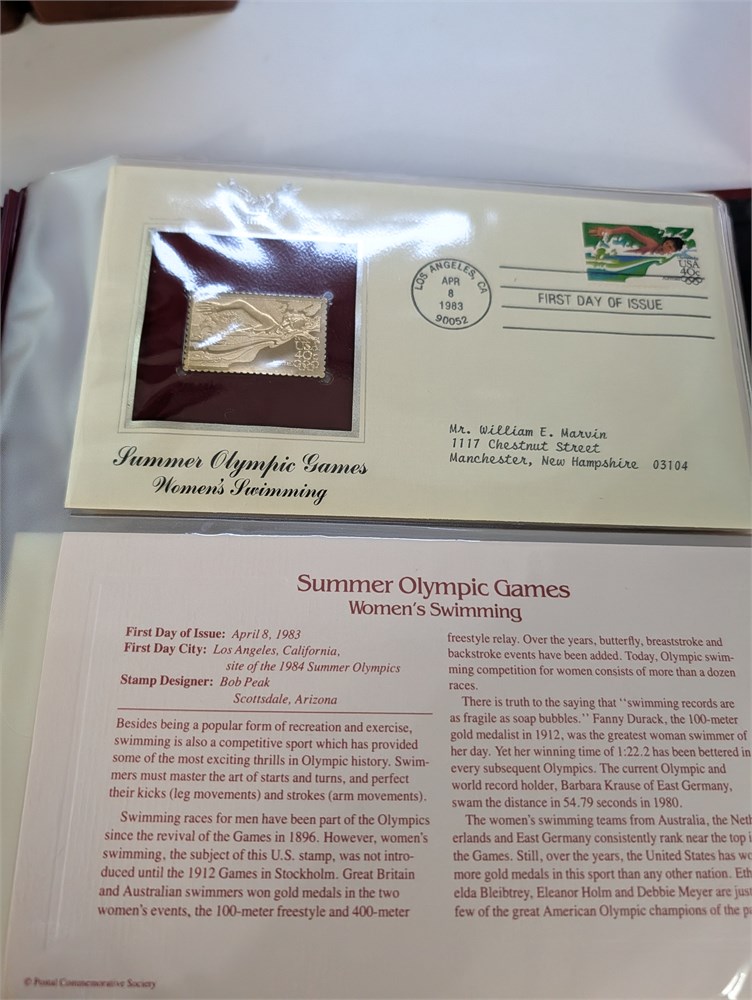 LOS ANGELES, CA
APR
8
1983
90052
FIRST DAY OF ISSUE
USA
40c
Mr. William E. Marvin
1117 Chestnut Street
Manchester, New Hampshire 03104
Summer Olympic Games
Women's Swimming
Summer Olympic Games
Women's Swimming
First Day of Issue: April 8, 1983
First Day City: Los Angeles, California,
site of the 1984 Summer Olympics
Stamp Designer: Bob Peak
Scottsdale, Arizona
Besides being a popular form of recreation and exercise,
swimming is also a competitive sport which has provided
some of the most exciting thrills in Olympic history. Swim-
mers must master the art of starts and turns, and perfect
their kicks (leg movements) and strokes (arm movements).
Swimming races for men have been part of the Olympics
since the revival of the Games in 1896. However, women's
swimming, the subject of this U.S. stamp, was not intro-
duced until the 1912 Games in Stockholm. Great Britain
and Australian swimmers won gold medals in the two
women's events, the 100-meter freestyle and 400-meter
freestyle relay. Over the years, butterfly, breaststroke and
backstroke events have been added. Today, Olympic swim-
ming competition for women consists of more than a dozen
races.
There is truth to the saying that "swimming records are
as fragile as soap bubbles." Fanny Durack, the 100-meter
gold medalist in 1912, was the greatest woman swimmer of
her day. Yet her winning time of 1:22.2 has been bettered in
every subsequent Olympics. The current Olympic and
world record holder, Barbara Krause of East Germany,
swam the distance in 54.79 seconds in 1980.
The women's swimming teams from Australia, the Neth
erlands and East Germany consistently rank near the top i
the Games. Still, over the years, the United States has wo
more gold medals in this sport than any other nation. Eth
elda Bleibtrey, Eleanor Holm and Debbie Meyer are just
few of the great American Olympic champions of the pa
© Postal Commemorative Society